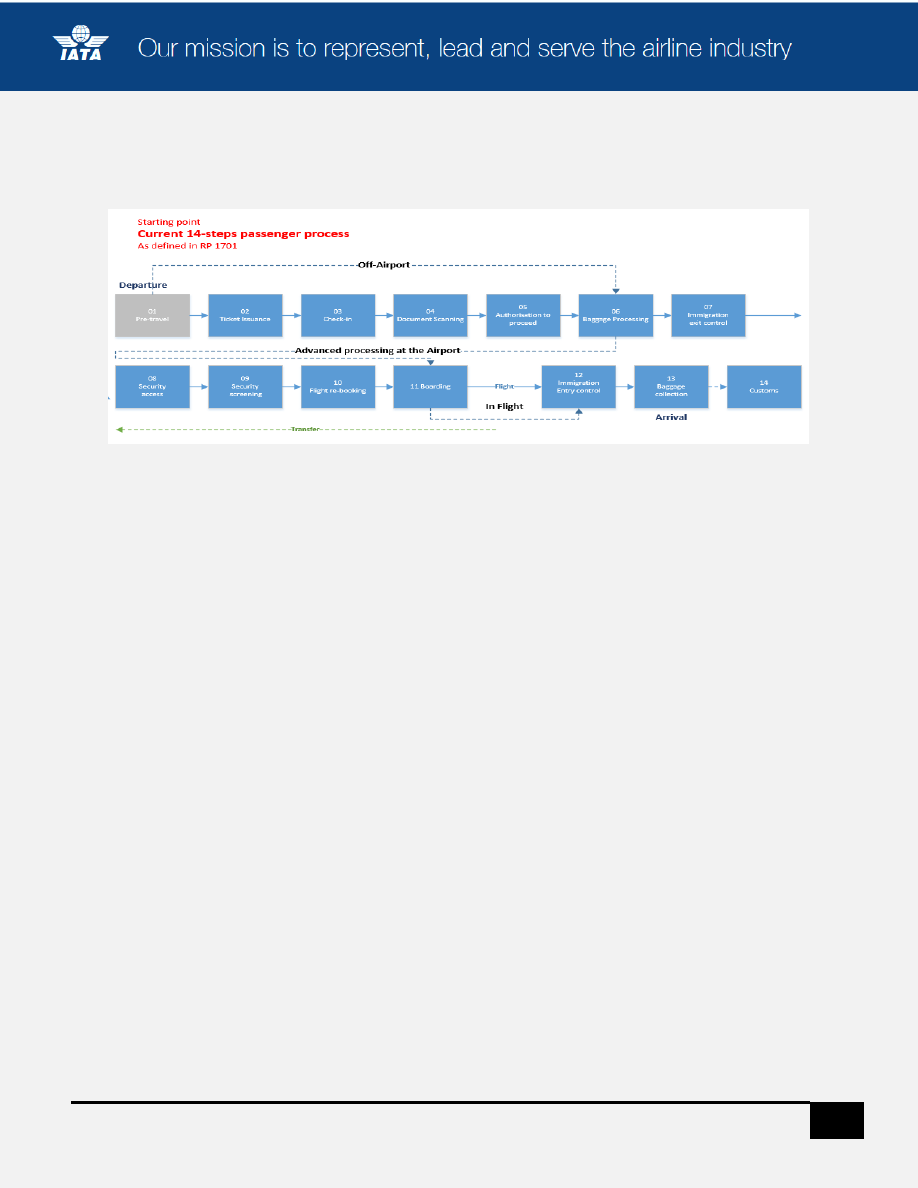 IATA
Our mission is to represent, lead and serve the airline industry
Starting point
Current 14-steps passenger process
As defined in RP 1701
Off-Airport
Departure
01
Pre-travel
02
Ticket Issuance
03
Check-in
04
Document Scanning
05
Authorisation to
proceed
06
Baggage Processing
07
Immigration
exit control
Advanced processing at the Airport
08
Security
access
09
Security
screening
10
Flight re-booking
11 Boarding
Flight
12
Immigration
Entry control
13
Baggage
collection
14
Customs
In Flight
Arrival
Transfer